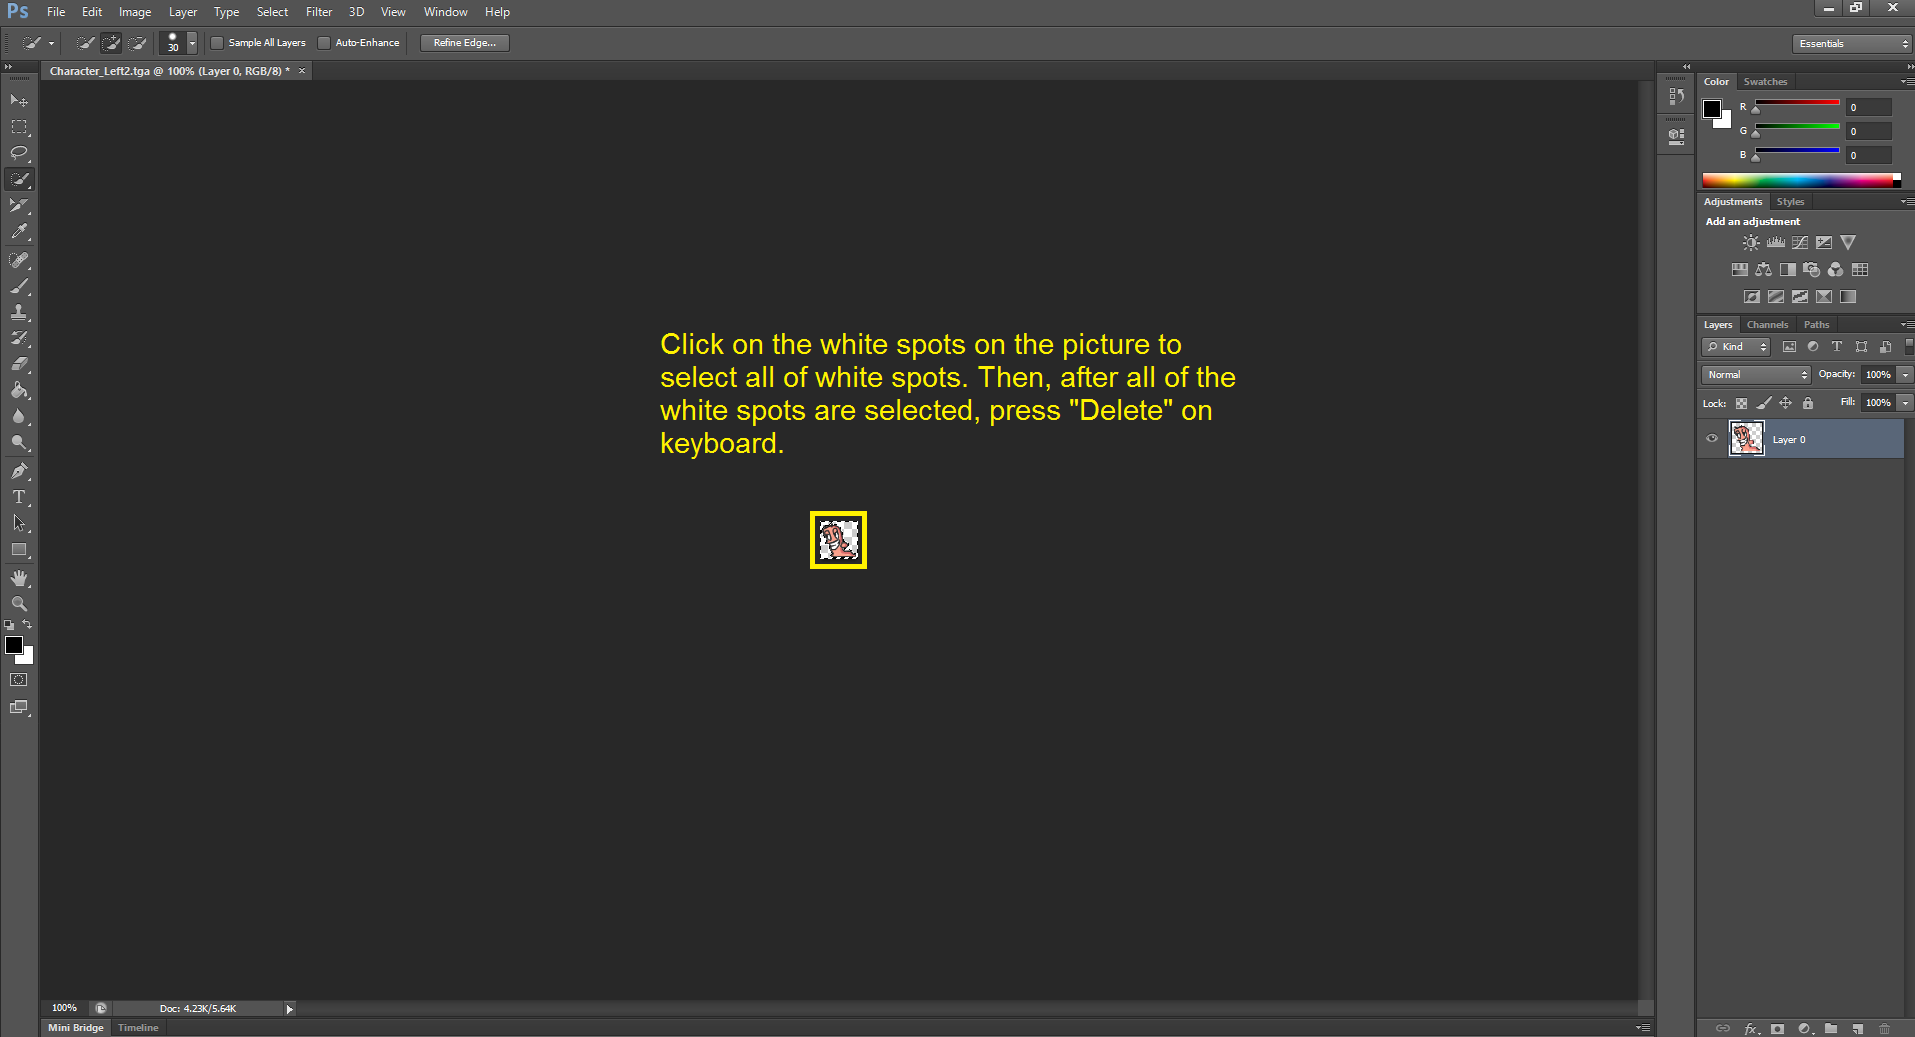 Ps File Edit Image Layer Type Select Filter 3D View Window Help
30 Sample All Layers Auto-Enhance Refine Edge... Essentials
Character_Left2.tga @ 100% (Layer 0, RGB/8) * ×
Color Swatches
R 0
G 0
B 0
Adjustments Styles
Add an adjustment
Click on the white spots on the picture to
select all of white spots. Then, after all of the
white spots are selected, press "Delete" on
keyboard.
Layers Channels Paths
Kind
Normal Opacity: 100%
Lock: Fill: 100%
Layer 0
100% Doc: 4.23K/5.64K
Mini Bridge Timeline